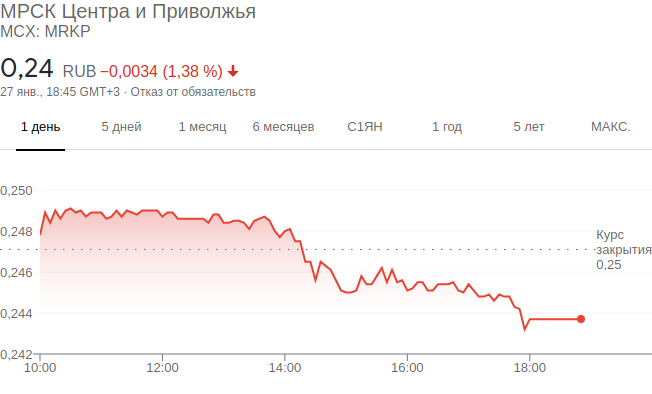 МРСК Центра и Приволжья
MCX: MRKP
0,24 RUB −0,0034 (1,38 %)
27 янв., 18:45 GMT+3 · Отказ от обязательств
1 день 5 дней 1 месяц 6 месяцев С1ЯН 1 год 5 лет МАКС.
0,250
0,248
Курс
закрытия
0,25
0,246
0,244
0,242
10:00 12:00 14:00 16:00 18:00